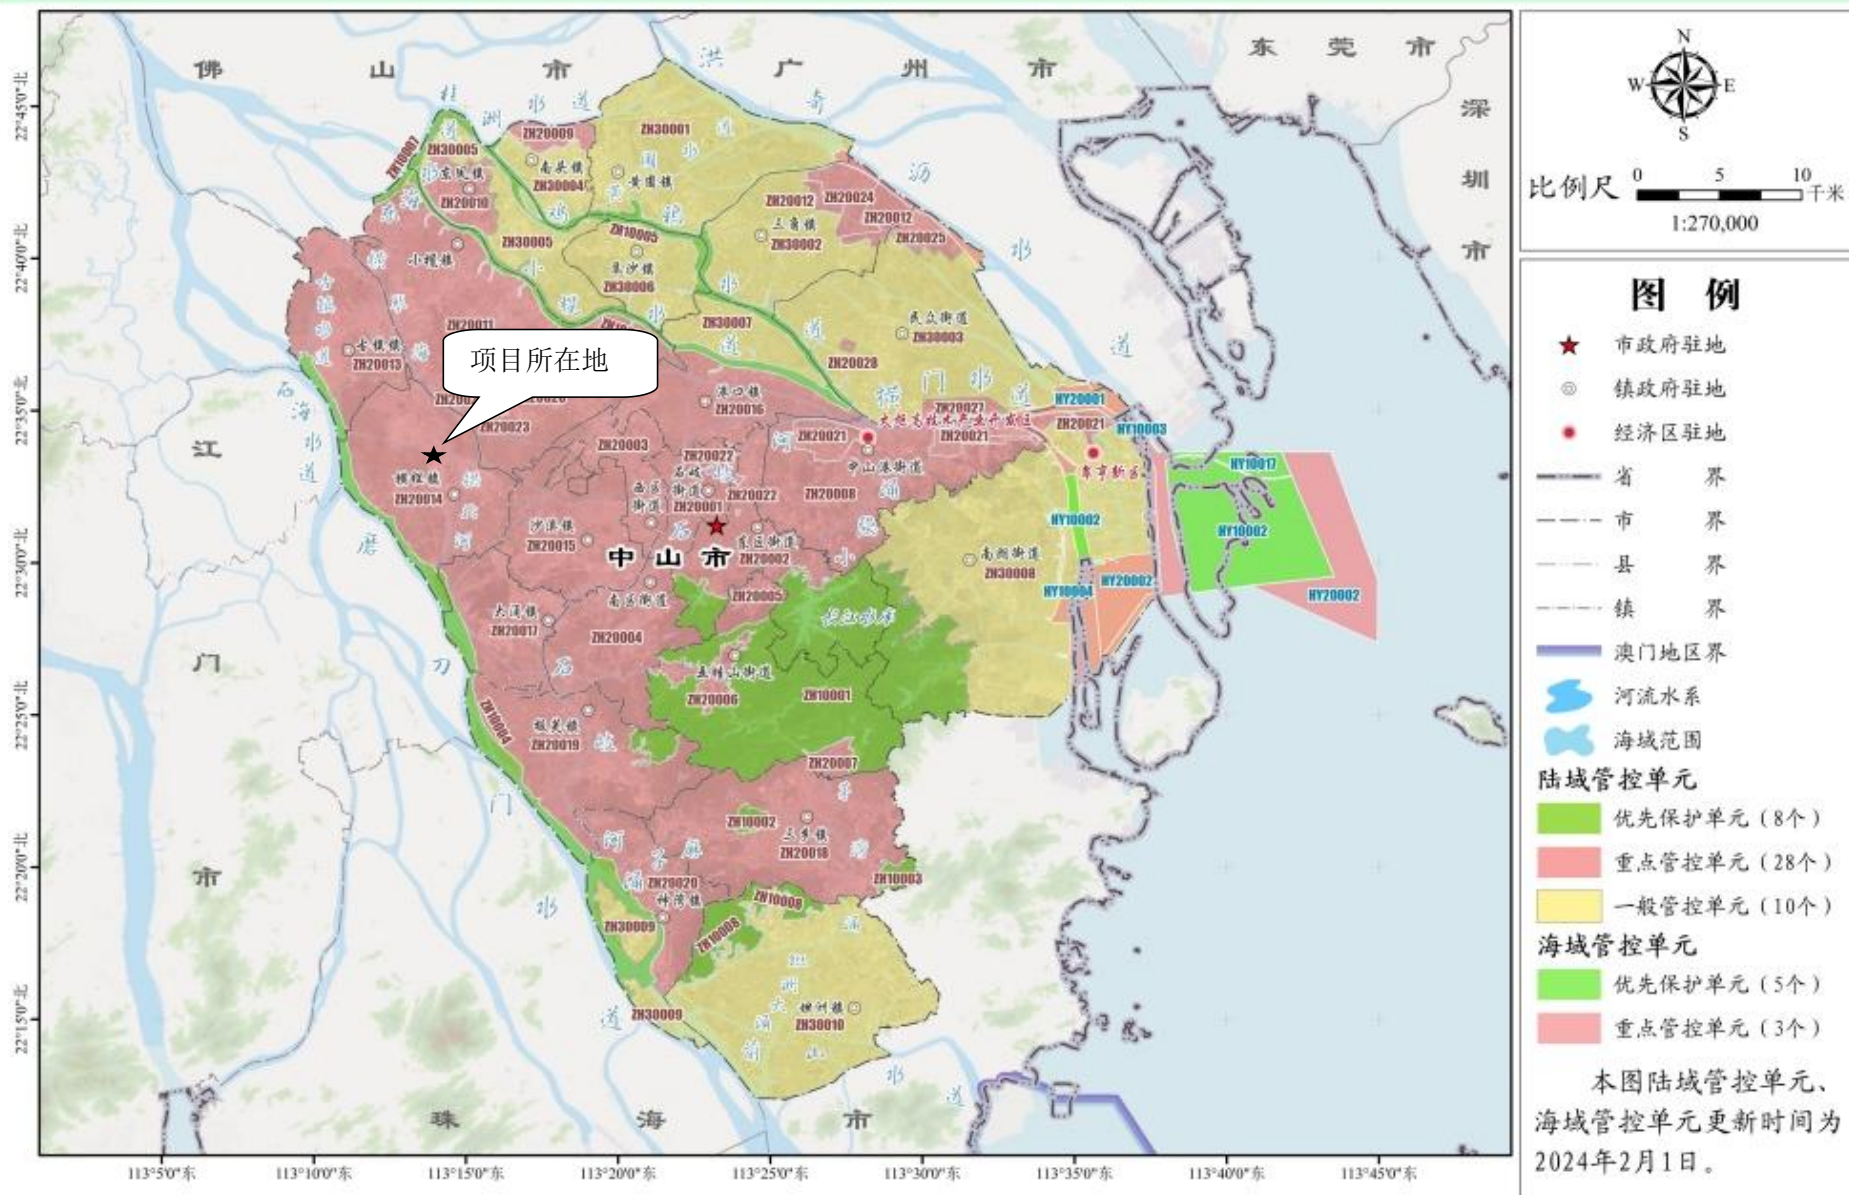 佛 山 市
广 州 市
东 莞 市
深 圳 市
江 门 市
珠 海 市
中 山 市
项目所在地
洪 奇 沥 水 道
桂 洲 水 道
横 门 水 道
磨 刀 门 水 道
石 海 水 道
古 镇 水 道
ZH10007
ZH20009
ZH30001
ZH30005
东凤镇
ZH20010
南头镇
ZH30004
黄圃镇
ZH20012
ZH20024
ZH20012
ZH20025
三角镇
ZH30002
小榄镇
ZH30005
ZH10005
阜沙镇
ZH30006
ZH20011
ZH30007
民众街道
ZH30003
ZH20028
古镇镇
ZH20013
港口镇
ZH20016
ZH20023
ZH20003
ZH20022
ZH20021
ZH20027
ZH20021
ZH20021
HY20001
HY10003
中山港街道
翠亨新区
横栏镇
ZH20014
石岐街道
ZH20001
ZH20022
ZH20008
西区街道
沙溪镇
ZH20015
东区街道
ZH20002
南朗街道
ZH30008
HY10002
HY10017
HY10002
HY20002
HY10004
HY20002
南区街道
ZH20005
长江水库
大涌镇
ZH20017
ZH20004
五桂山街道
ZH20006
ZH10001
ZH10004
板芙镇
ZH20019
ZH20007
ZH10002
三乡镇
ZH20018
ZH10003
ZH20020
神湾镇
ZH10008
ZH10008
ZH30009
ZH30009
坦洲镇
ZH30010
22°45'0"北
22°40'0"北
22°35'0"北
22°30'0"北
22°25'0"北
22°20'0"北
22°15'0"北
113°5'0"东
113°10'0"东
113°15'0"东
113°20'0"东
113°25'0"东
113°30'0"东
113°35'0"东
113°40'0"东
113°45'0"东
N
W E
S
比例尺
0 5 10
千米
1:270,000
图 例
市政府驻地
镇政府驻地
经济区驻地
省 界
市 界
县 界
镇 界
澳门地区界
河流水系
海域范围
陆域管控单元
优先保护单元（8个）
重点管控单元（28个）
一般管控单元（10个）
海域管控单元
优先保护单元（5个）
重点管控单元（3个）
本图陆域管控单元、
海域管控单元更新时间为
2024年2月1日。